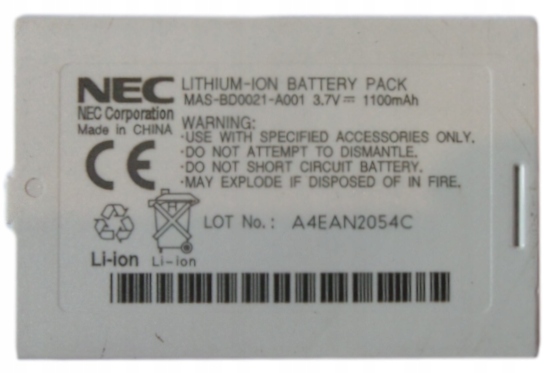 NEC LITHIUM-ION BATTERY PACK
MAS-BD0021-A001 3.7V⎓ 1100mAh
NEC Corporation
Made in CHINA
WARNING:
·USE WITH SPECIFIED ACCESSORIES ONLY.
·DO NOT ATTEMPT TO DISMANTLE.
·DO NOT SHORT CIRCUIT BATTERY.
·MAY EXPLODE IF DISPOSED OF IN FIRE.
CE
LOT No.: A4EAN2054C
Li-ion Li-ion